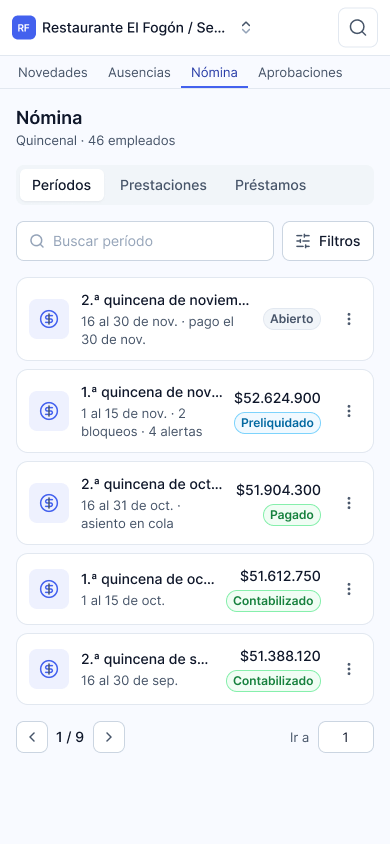 RF Restaurante El Fogón / Se...
Novedades Ausencias Nómina Aprobaciones
Nómina
Quincenal · 46 empleados
Períodos Prestaciones Préstamos
Buscar período Filtros
2.ª quincena de noviem...
16 al 30 de nov. · pago el
30 de nov.
Abierto
1.ª quincena de nov...
1 al 15 de nov. · 2
bloqueos · 4 alertas
$52.624.900
Preliquidado
2.ª quincena de oct...
16 al 31 de oct. ·
asiento en cola
$51.904.300
Pagado
1.ª quincena de oc...
1 al 15 de oct.
$51.612.750
Contabilizado
2.ª quincena de s...
16 al 30 de sep.
$51.388.120
Contabilizado
1 / 9 Ir a 1